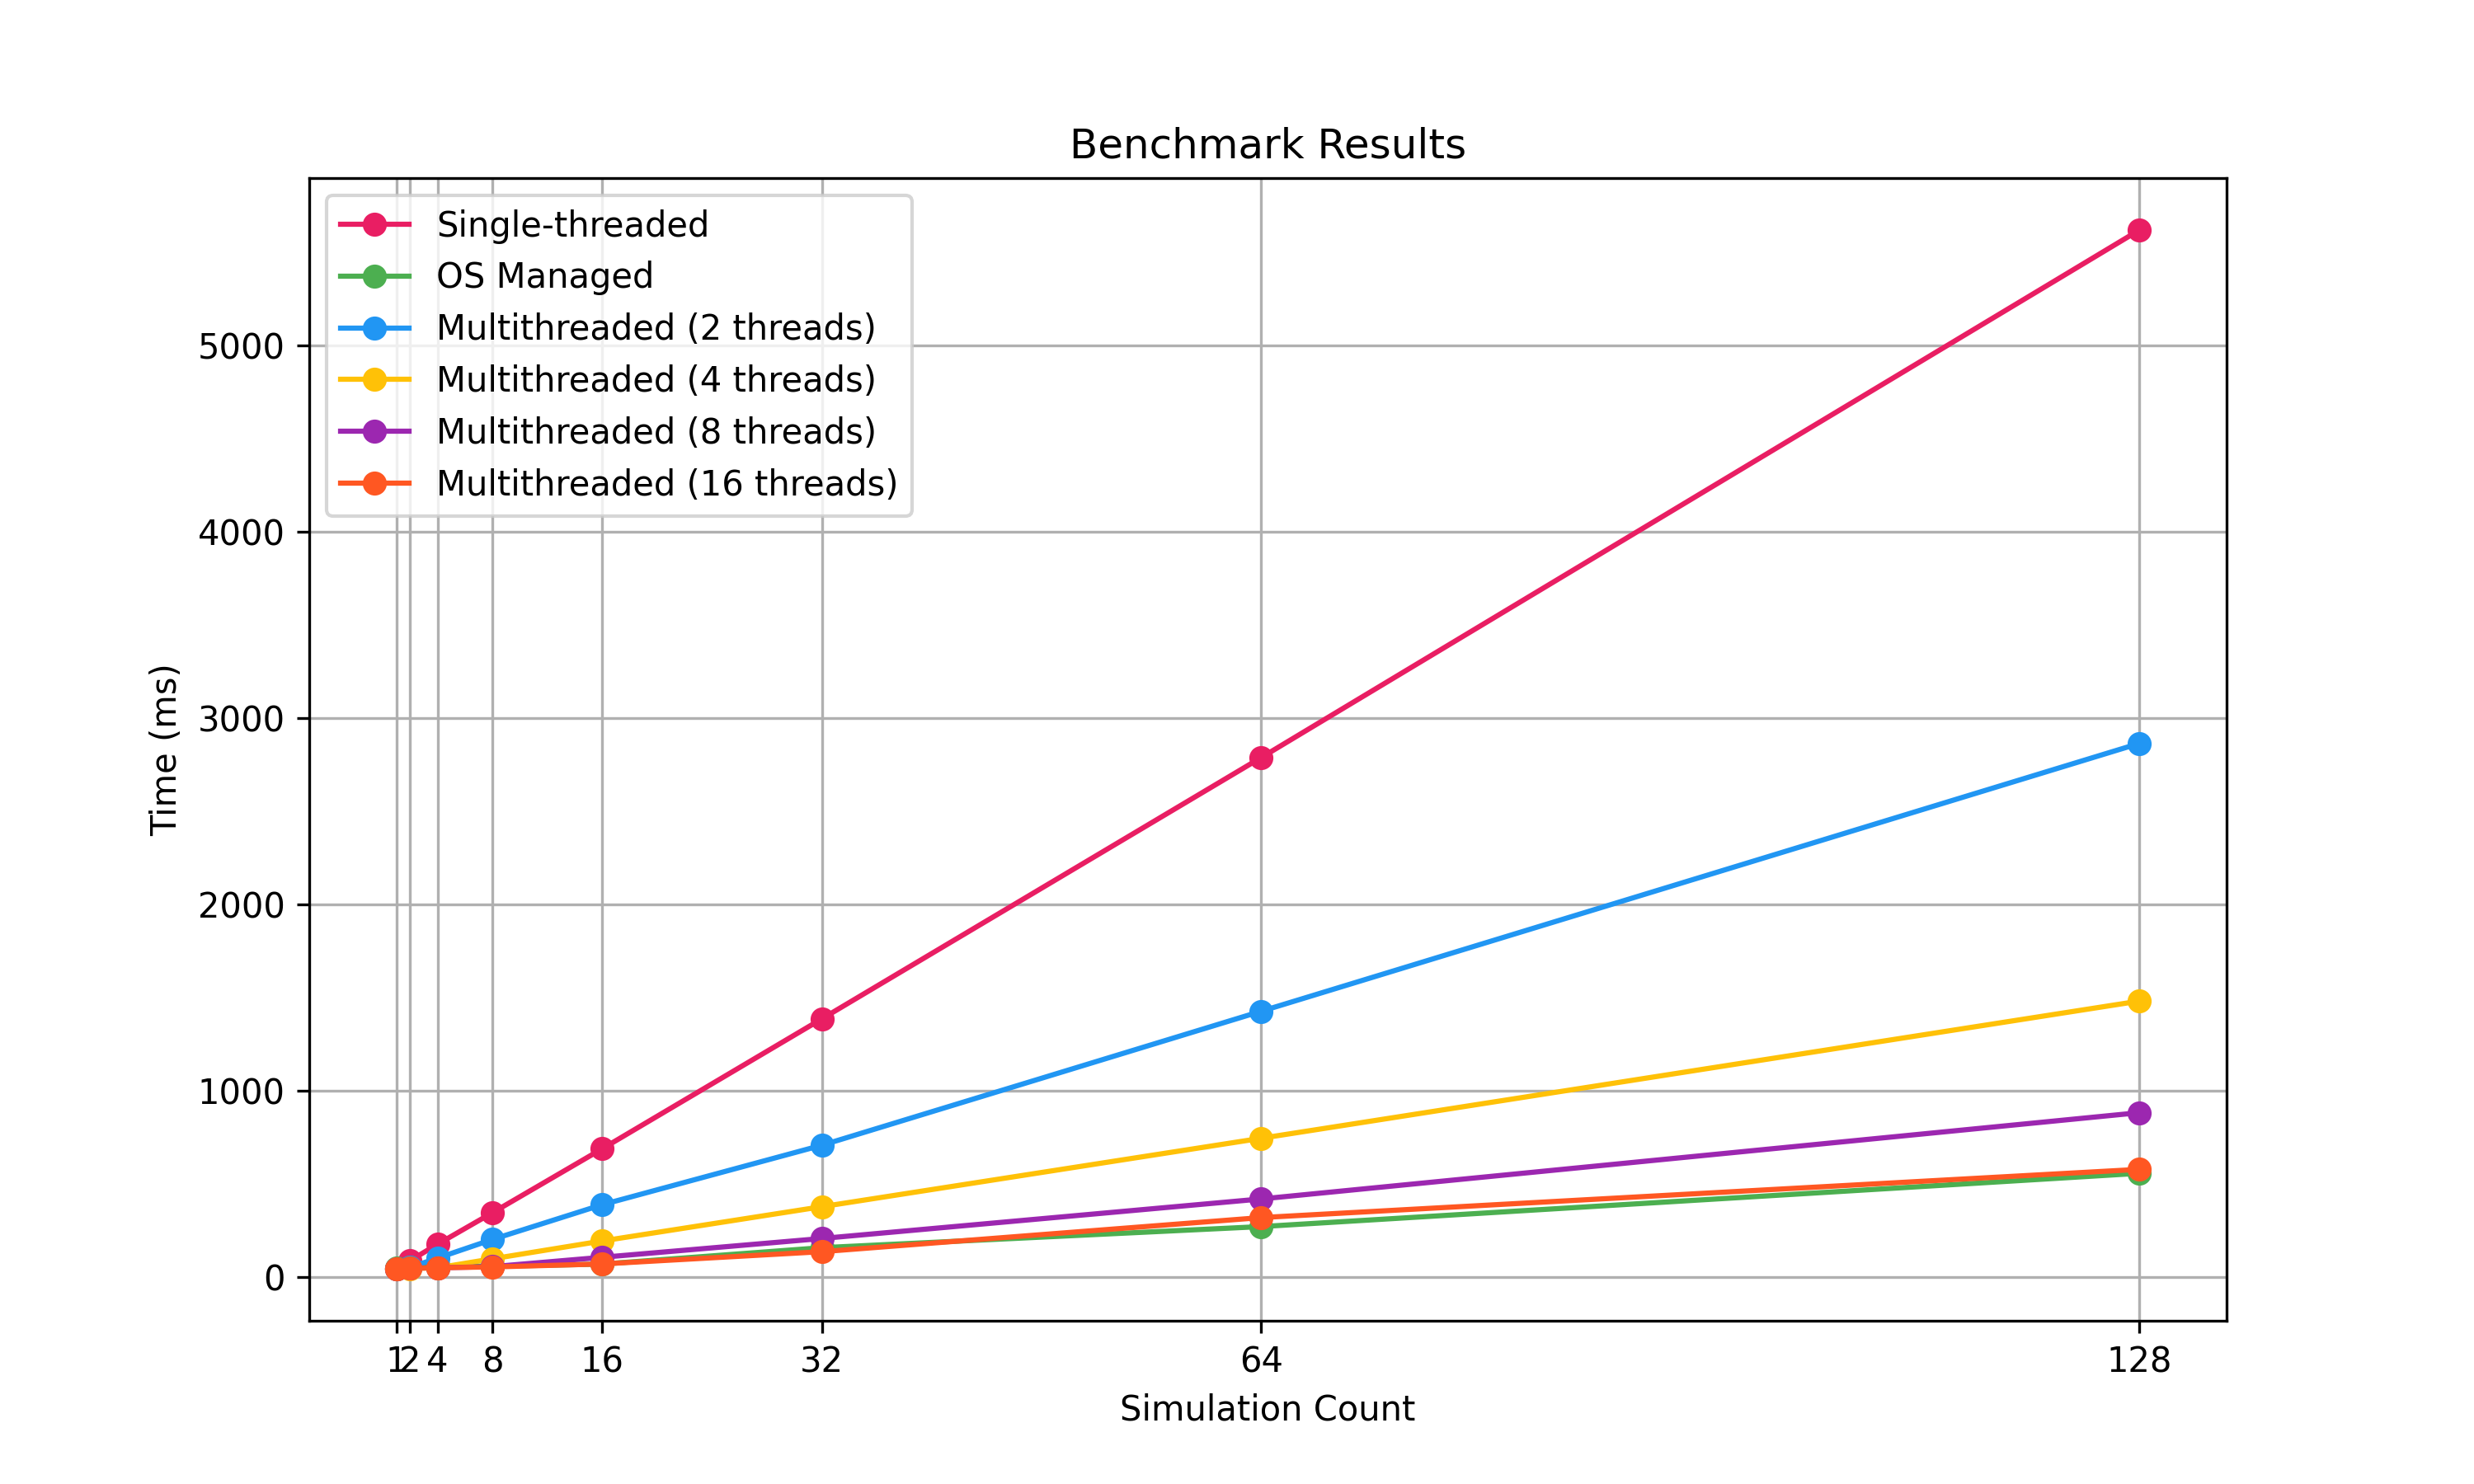 Benchmark Results
Single-threaded
OS Managed
Multithreaded (2 threads)
Multithreaded (4 threads)
Multithreaded (8 threads)
Multithreaded (16 threads)
5000
4000
3000
2000
1000
0
Time (ms)
1 2 4 8 16 32 64 128
Simulation Count